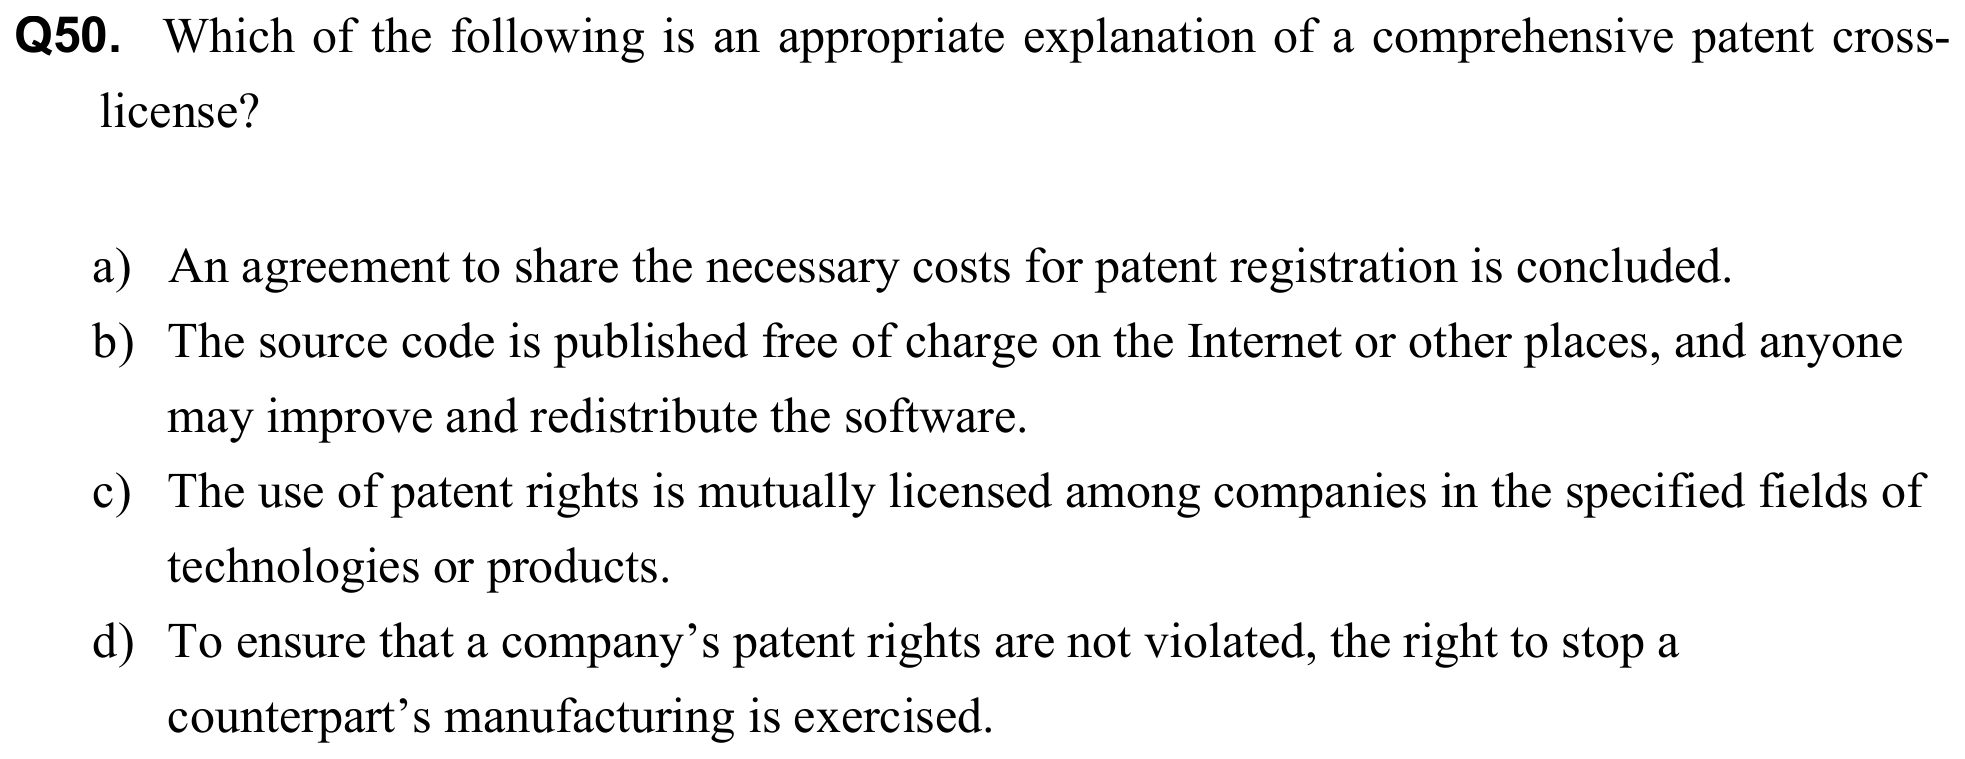 Q50. Which of the following is an appropriate explanation of a comprehensive patent cross-
license?
a) An agreement to share the necessary costs for patent registration is concluded.
b) The source code is published free of charge on the Internet or other places, and anyone
may improve and redistribute the software.
c) The use of patent rights is mutually licensed among companies in the specified fields of
technologies or products.
d) To ensure that a company’s patent rights are not violated, the right to stop a
counterpart’s manufacturing is exercised.